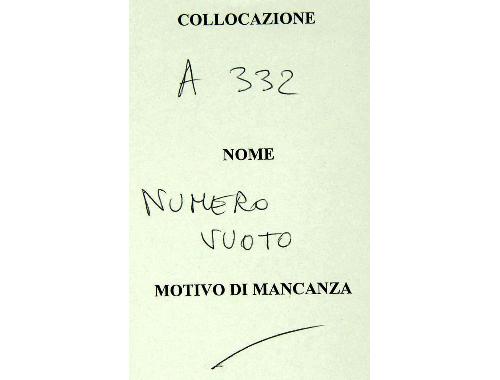 COLLOCAZIONE
A 332
NOME
NUMERO
VUOTO
MOTIVO DI MANCANZA